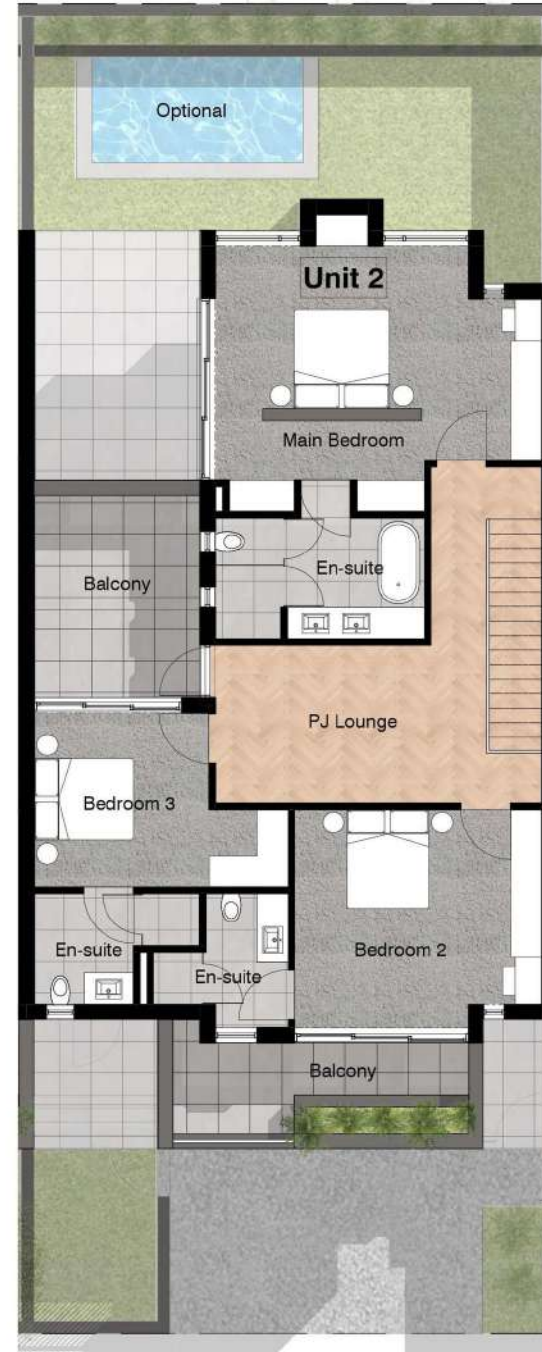 Optional
Unit 2
Main Bedroom
En-suite
Balcony
PJ Lounge
Bedroom 3
Bedroom 2
En-suite
En-suite
Balcony